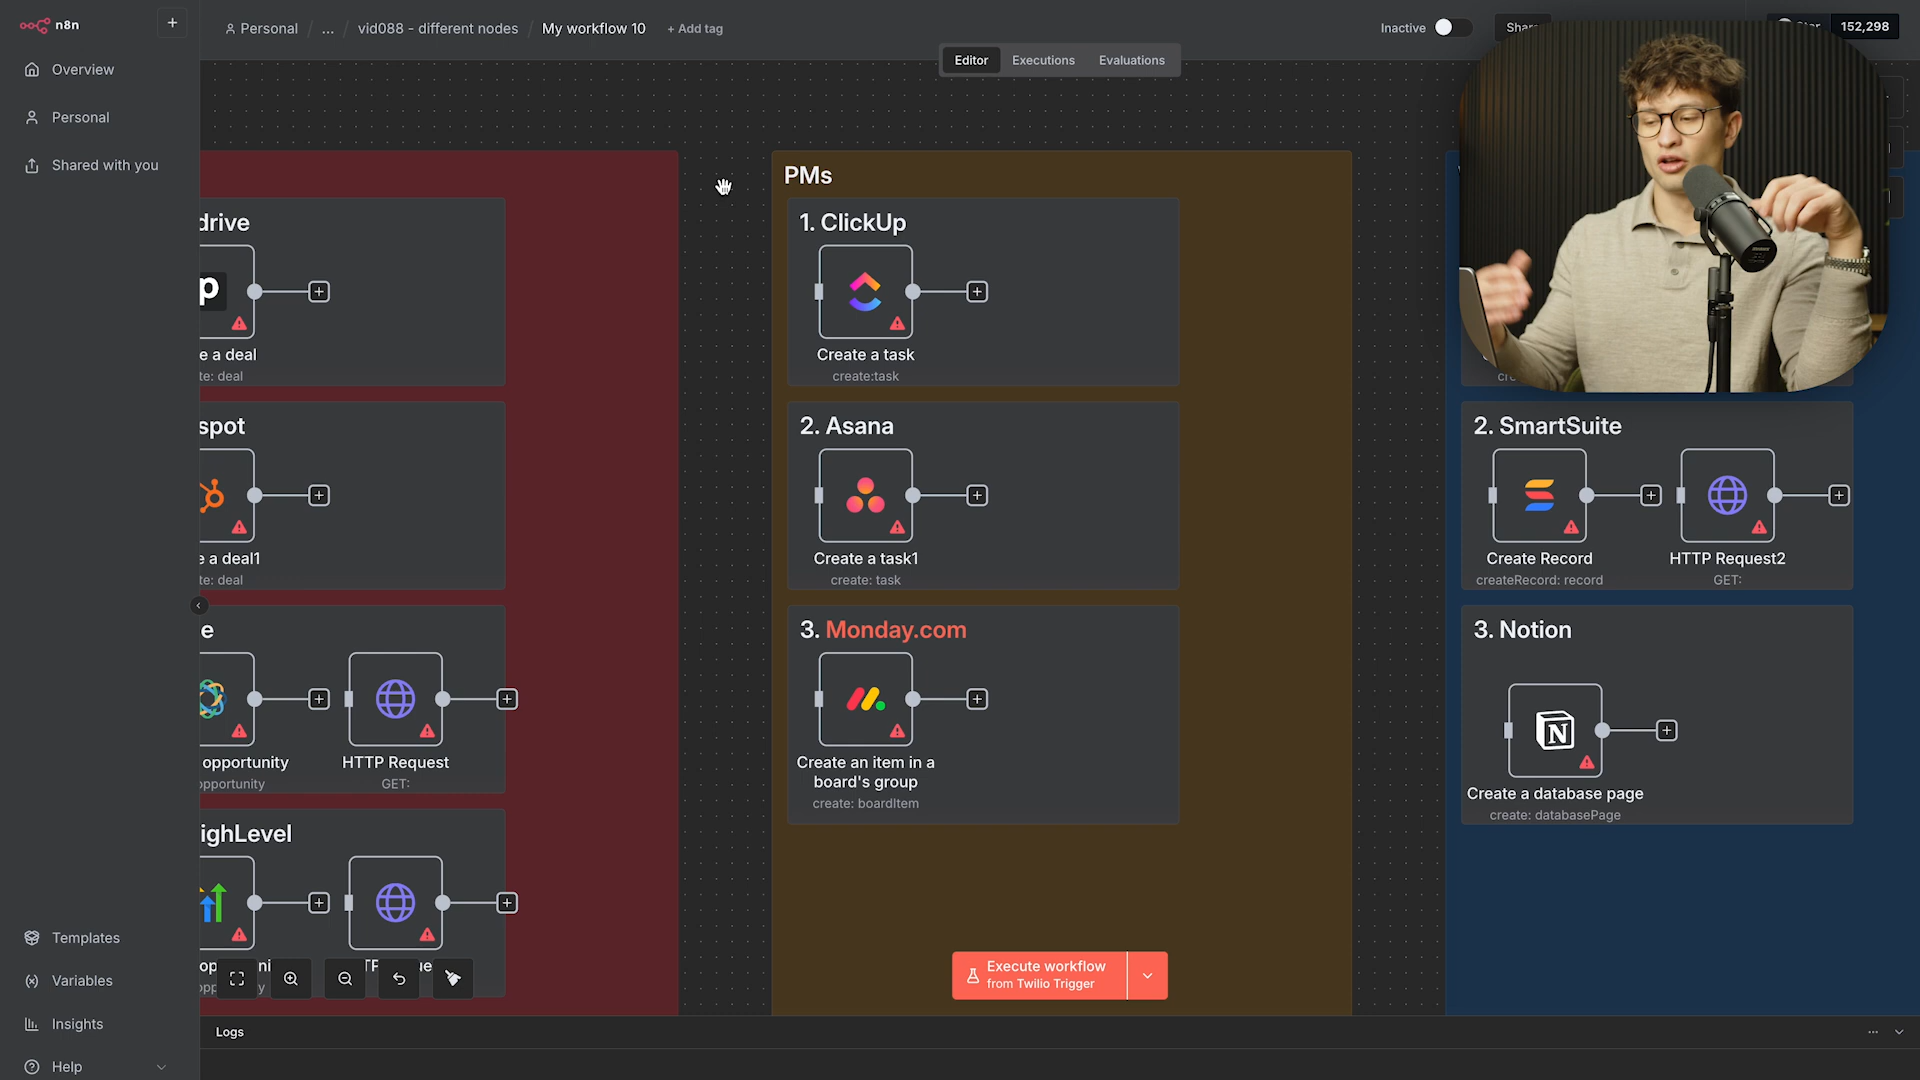 n8n
+
Personal / ... / vid088 - different nodes / My workflow 10 + Add tag
Inactive
152,298
Editor Executions Evaluations
Overview
Personal
Shared with you
drive
e a deal
te: deal
spot
e a deal1
te: deal
e
opportunity
pportunity
HTTP Request
GET:
ighLevel
PMs
1. ClickUp
Create a task
create:task
2. Asana
Create a task1
create: task
3. Monday.com
Create an item in a
board's group
create: boardItem
2. SmartSuite
Create Record
createRecord: record
HTTP Request2
GET:
3. Notion
N
Create a database page
create: databasePage
Execute workflow
from Twilio Trigger
Templates
Variables
Insights
Help
Logs